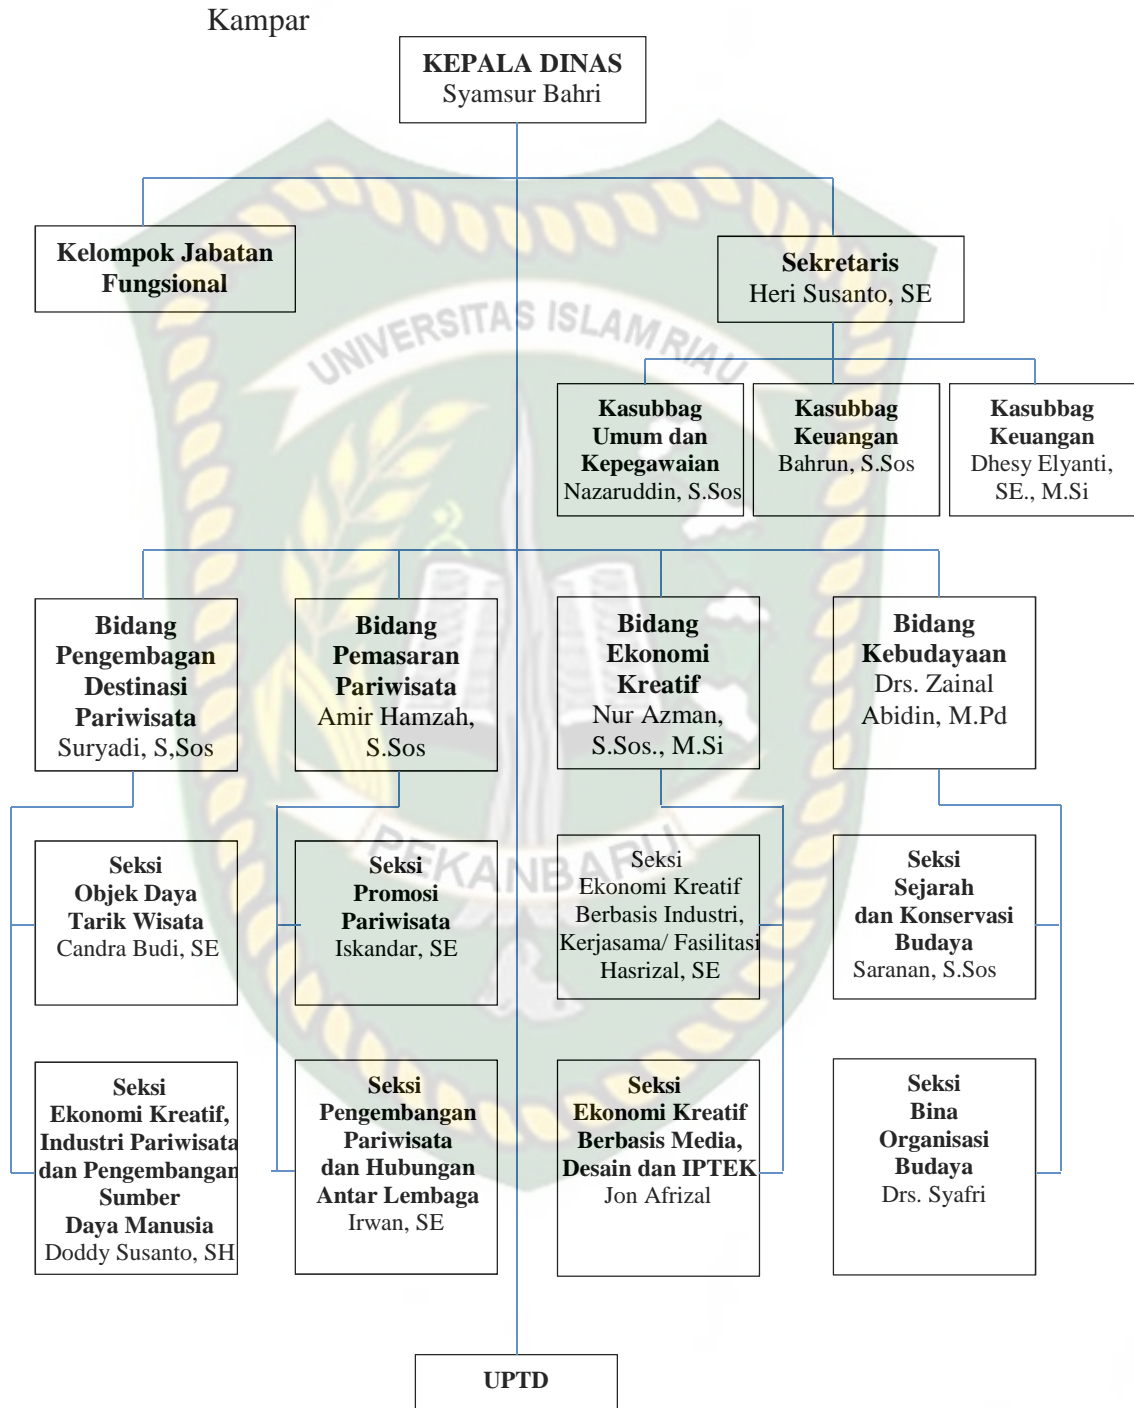 Kampar
KEPALA DINAS
Syamsur Bahri
Kelompok Jabatan
Fungsional
Sekretaris
Heri Susanto, SE
UNIVERSITAS ISLAM RIAU
Kasubbag
Umum dan
Kepegawaian
Nazaruddin, S.Sos
Kasubbag
Keuangan
Bahrun, S.Sos
Kasubbag
Keuangan
Dhesy Elyanti,
SE., M.Si
Bidang
Pengembagan
Destinasi
Pariwisata
Suryadi, S,Sos
Bidang
Pemasaran
Pariwisata
Amir Hamzah,
S.Sos
Bidang
Ekonomi
Kreatif
Nur Azman,
S.Sos., M.Si
Bidang
Kebudayaan
Drs. Zainal
Abidin, M.Pd
PEKANBARU
Seksi
Objek Daya
Tarik Wisata
Candra Budi, SE
Seksi
Promosi
Pariwisata
Iskandar, SE
Seksi
Ekonomi Kreatif
Berbasis Industri,
Kerjasama/ Fasilitasi
Hasrizal, SE
Seksi
Sejarah
dan Konservasi
Budaya
Saranan, S.Sos
Seksi
Ekonomi Kreatif,
Industri Pariwisata
dan Pengembangan
Sumber
Daya Manusia
Doddy Susanto, SH
Seksi
Pengembangan
Pariwisata
dan Hubungan
Antar Lembaga
Irwan, SE
Seksi
Ekonomi Kreatif
Berbasis Media,
Desain dan IPTEK
Jon Afrizal
Seksi
Bina
Organisasi
Budaya
Drs. Syafri
UPTD